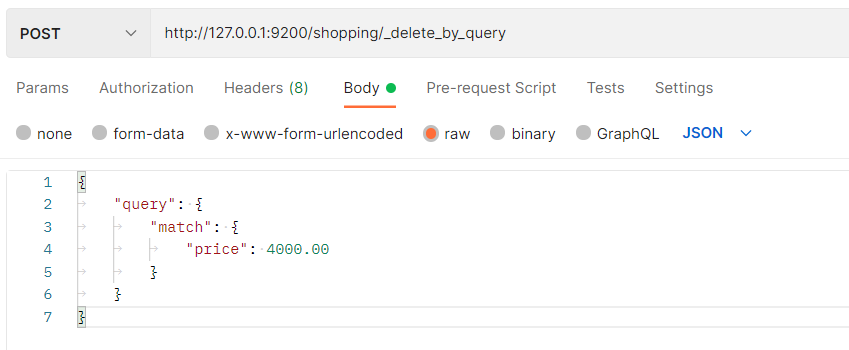 POST http://127.0.0.1:9200/shopping/_delete_by_query
Params Authorization Headers (8) Body Pre-request Script Tests Settings
none form-data x-www-form-urlencoded raw binary GraphQL JSON
1 {
2 "query": {
3 "match": {
4 "price": 4000.00
5 }
6 }
7 }